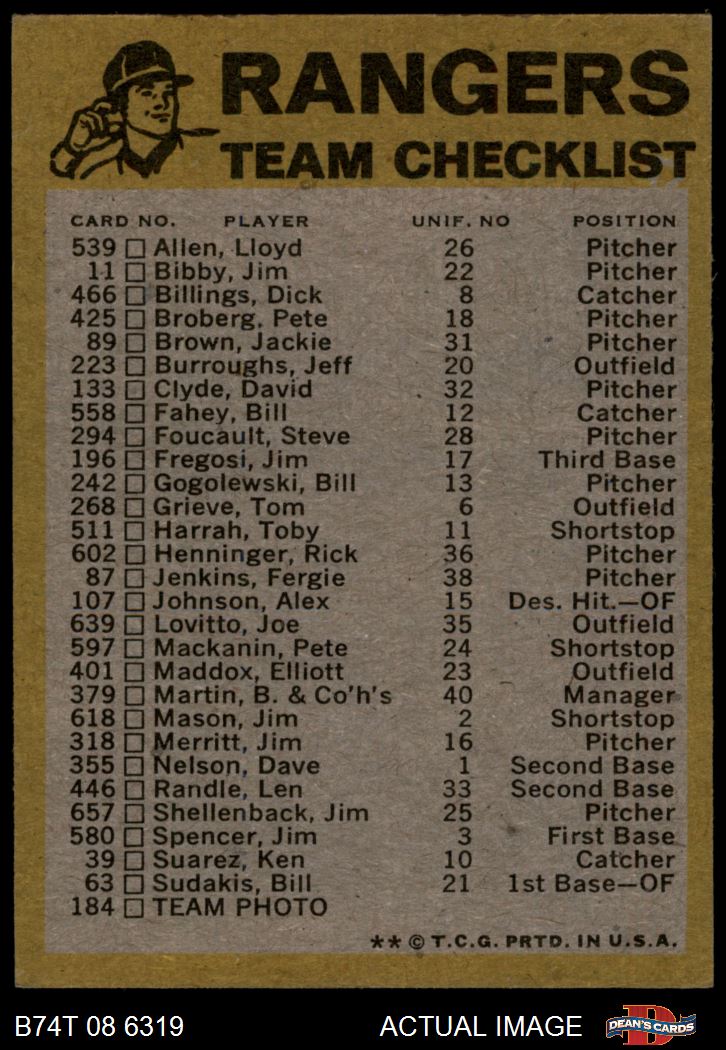 RANGERS
TEAM CHECKLIST
CARD NO. PLAYER UNIF. NO POSITION
539 Allen, Lloyd 26 Pitcher
11 Bibby, Jim 22 Pitcher
466 Billings, Dick 8 Catcher
425 Broberg. Pete 18 Pitcher
89 Brown, Jackie 31 Pitcher
223 Burroughs, Jeff 20 Outfield
133 Clyde, David 32 Pitcher
558 Fahey, Bill 12 Catcher
294 Foucault, Steve 28 Pitcher
196 Fregosi, Jim 17 Third Base
242 Gogolewski, Bill 13 Pitcher
268 Grieve, Tom 6 Outfield
511 Harrah, Toby 11 Shortstop
602 Henninger, Rick 36 Pitcher
87 Jenkins, Fergie 38 Pitcher
107 Johnson, Alex 15 Des. Hit.—OF
639 Lovitto, Joe 35 Outfield
597 Mackanin, Pete 24 Shortstop
401 Maddox, Elliott 23 Outfield
379 Martin, B. & Co'h's 40 Manager
618 Mason, Jim 2 Shortstop
318 Merritt, Jim 16 Pitcher
355 Nelson, Dave 1 Second Base
446 Randle, Len 33 Second Base
657 Shellenback, Jim 25 Pitcher
580 Spencer, Jim 3 First Base
39 Suarez, Ken 10 Catcher
63 Sudakis, Bill 21 1st Base—OF
184 TEAM PHOTO
** © T.C.G. PRTD. IN U.S.A.
B74T 08 6319 ACTUAL IMAGE DEAN'S CARDS